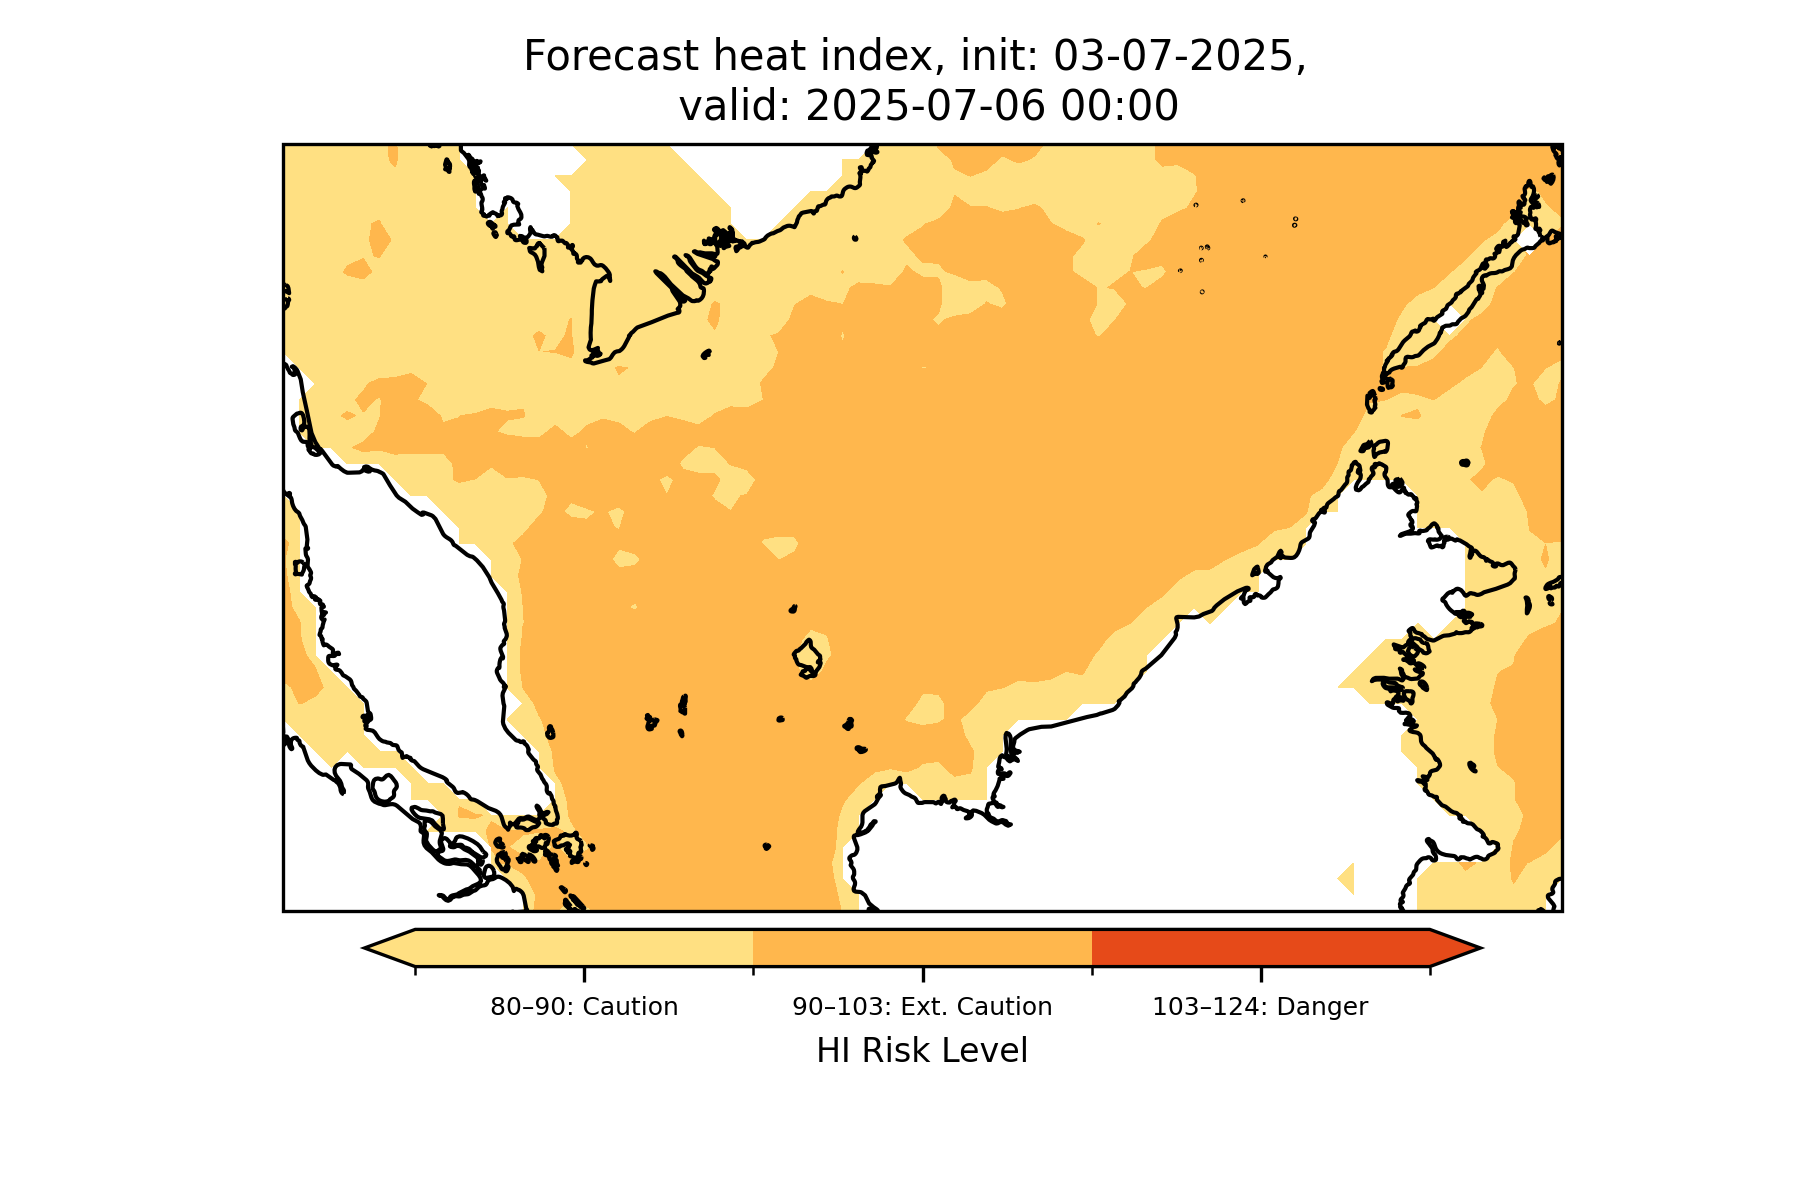 Forecast heat index, init: 03-07-2025,
valid: 2025-07-06 00:00
80–90: Caution
90–103: Ext. Caution
103–124: Danger
HI Risk Level